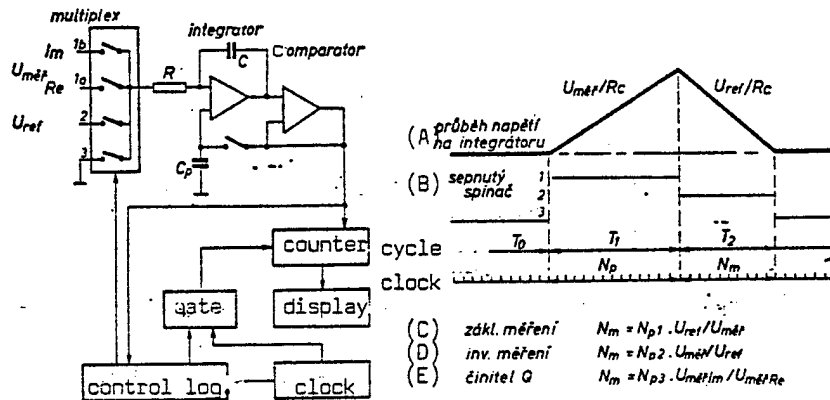 multiplex
integrator
Comparator
Im 1b
C
R
Uměř
Re 1a
Uref 2
3
Cp
counter
gate
display
control log.
clock
Uměř/Rc
Uref/Rc
(A) průběh napětí
na integrátoru
(B) sepnutý
spínač
1
2
3
cycle T0 T1 T2
Np Nm
clock
(C) zákl. měření Nm = Np1 . Uref/Uměř
(D) inv. měření Nm = Np2 . Uměř/Uref
(E) činitel Q Nm = Np3 . UměřIm/UměřRe